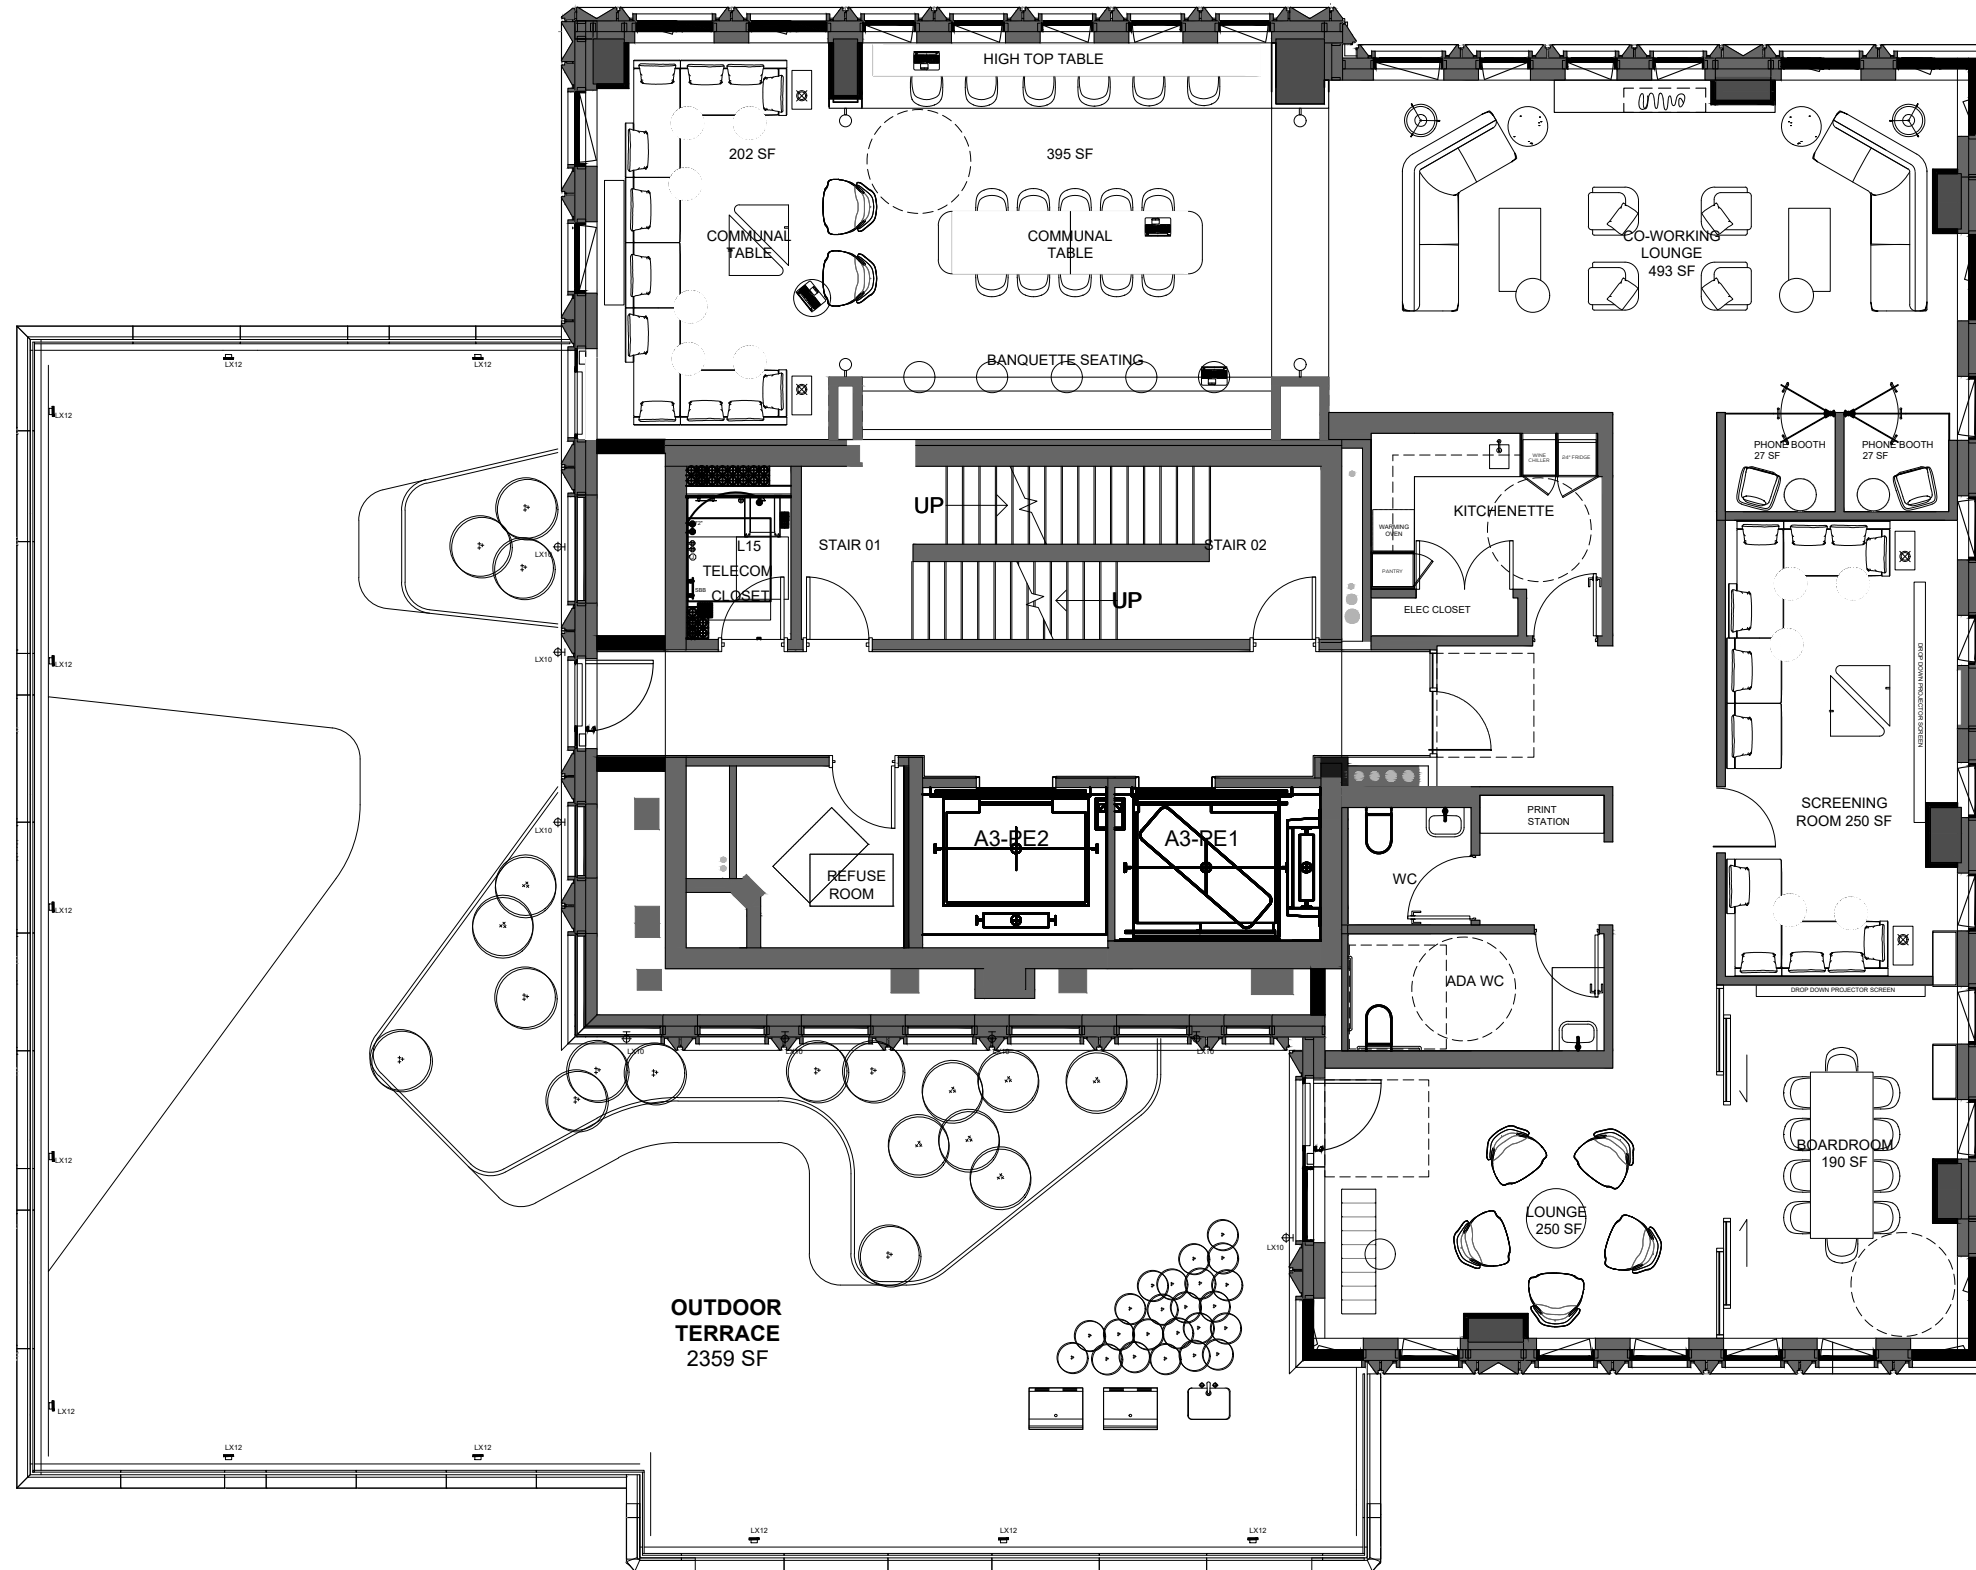 HIGH TOP TABLE
202 SF
395 SF
COMMUNAL
TABLE
COMMUNAL
TABLE
CO-WORKING
LOUNGE
493 SF
BANQUETTE SEATING
LX12
LX12
LX12
PHONE BOOTH
27 SF
PHONE BOOTH
27 SF
WINE
CHILLER
24" FRIDGE
KITCHENETTE
WARMING
OVEN
PANTRY
ELEC CLOSET
UP
STAIR 01
STAIR 02
UP
L15
TELECOM
CLOSET
LX10
LX10
LX12
DROP DOWN PROJECTOR SCREEN
SCREENING
ROOM 250 SF
PRINT
STATION
A3-PE2
A3-PE1
LX10
REFUSE
ROOM
WC
LX12
ADA WC
DROP DOWN PROJECTOR SCREEN
LX10
LX10
LX10
LX10
LX12
BOARDROOM
190 SF
LOUNGE
250 SF
LX10
OUTDOOR
TERRACE
2359 SF
LX12
LX12
LX12
LX12
LX12
LX12